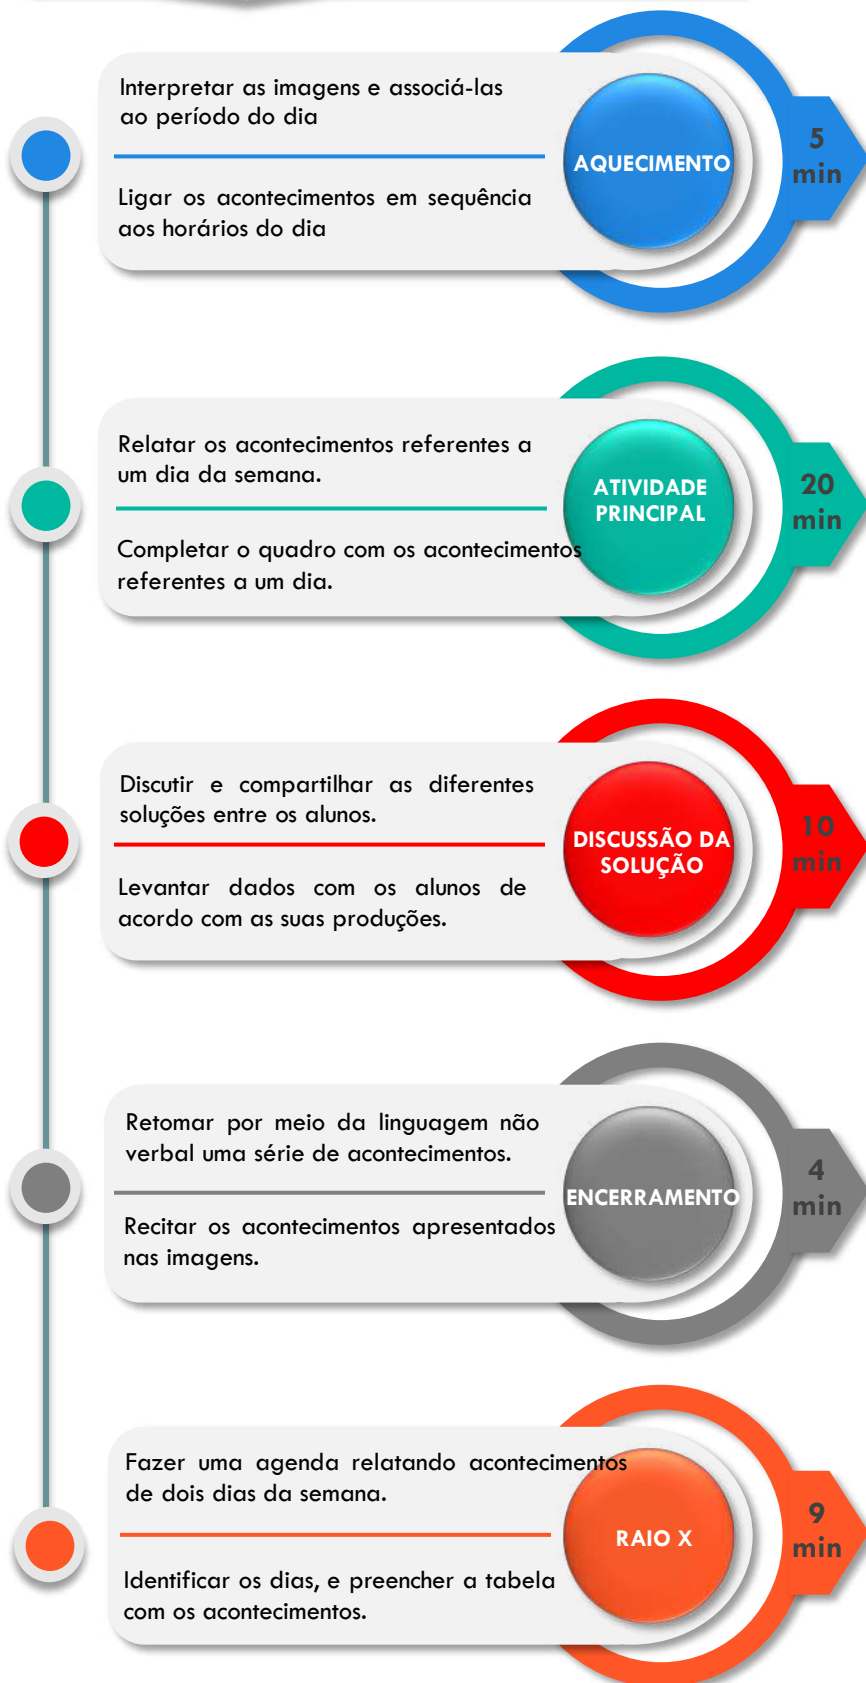 Interpretar as imagens e associá-las
ao período do dia
Ligar os acontecimentos em sequência
aos horários do dia
AQUECIMENTO
5
min
Relatar os acontecimentos referentes a
um dia da semana.
Completar o quadro com os acontecimentos
referentes a um dia.
ATIVIDADE
PRINCIPAL
20
min
Discutir e compartilhar as diferentes
soluções entre os alunos.
Levantar dados com os alunos de
acordo com as suas produções.
DISCUSSÃO DA
SOLUÇÃO
10
min
Retomar por meio da linguagem não
verbal uma série de acontecimentos.
Recitar os acontecimentos apresentados
nas imagens.
ENCERRAMENTO
4
min
Fazer uma agenda relatando acontecimentos
de dois dias da semana.
Identificar os dias, e preencher a tabela
com os acontecimentos.
RAIO X
9
min